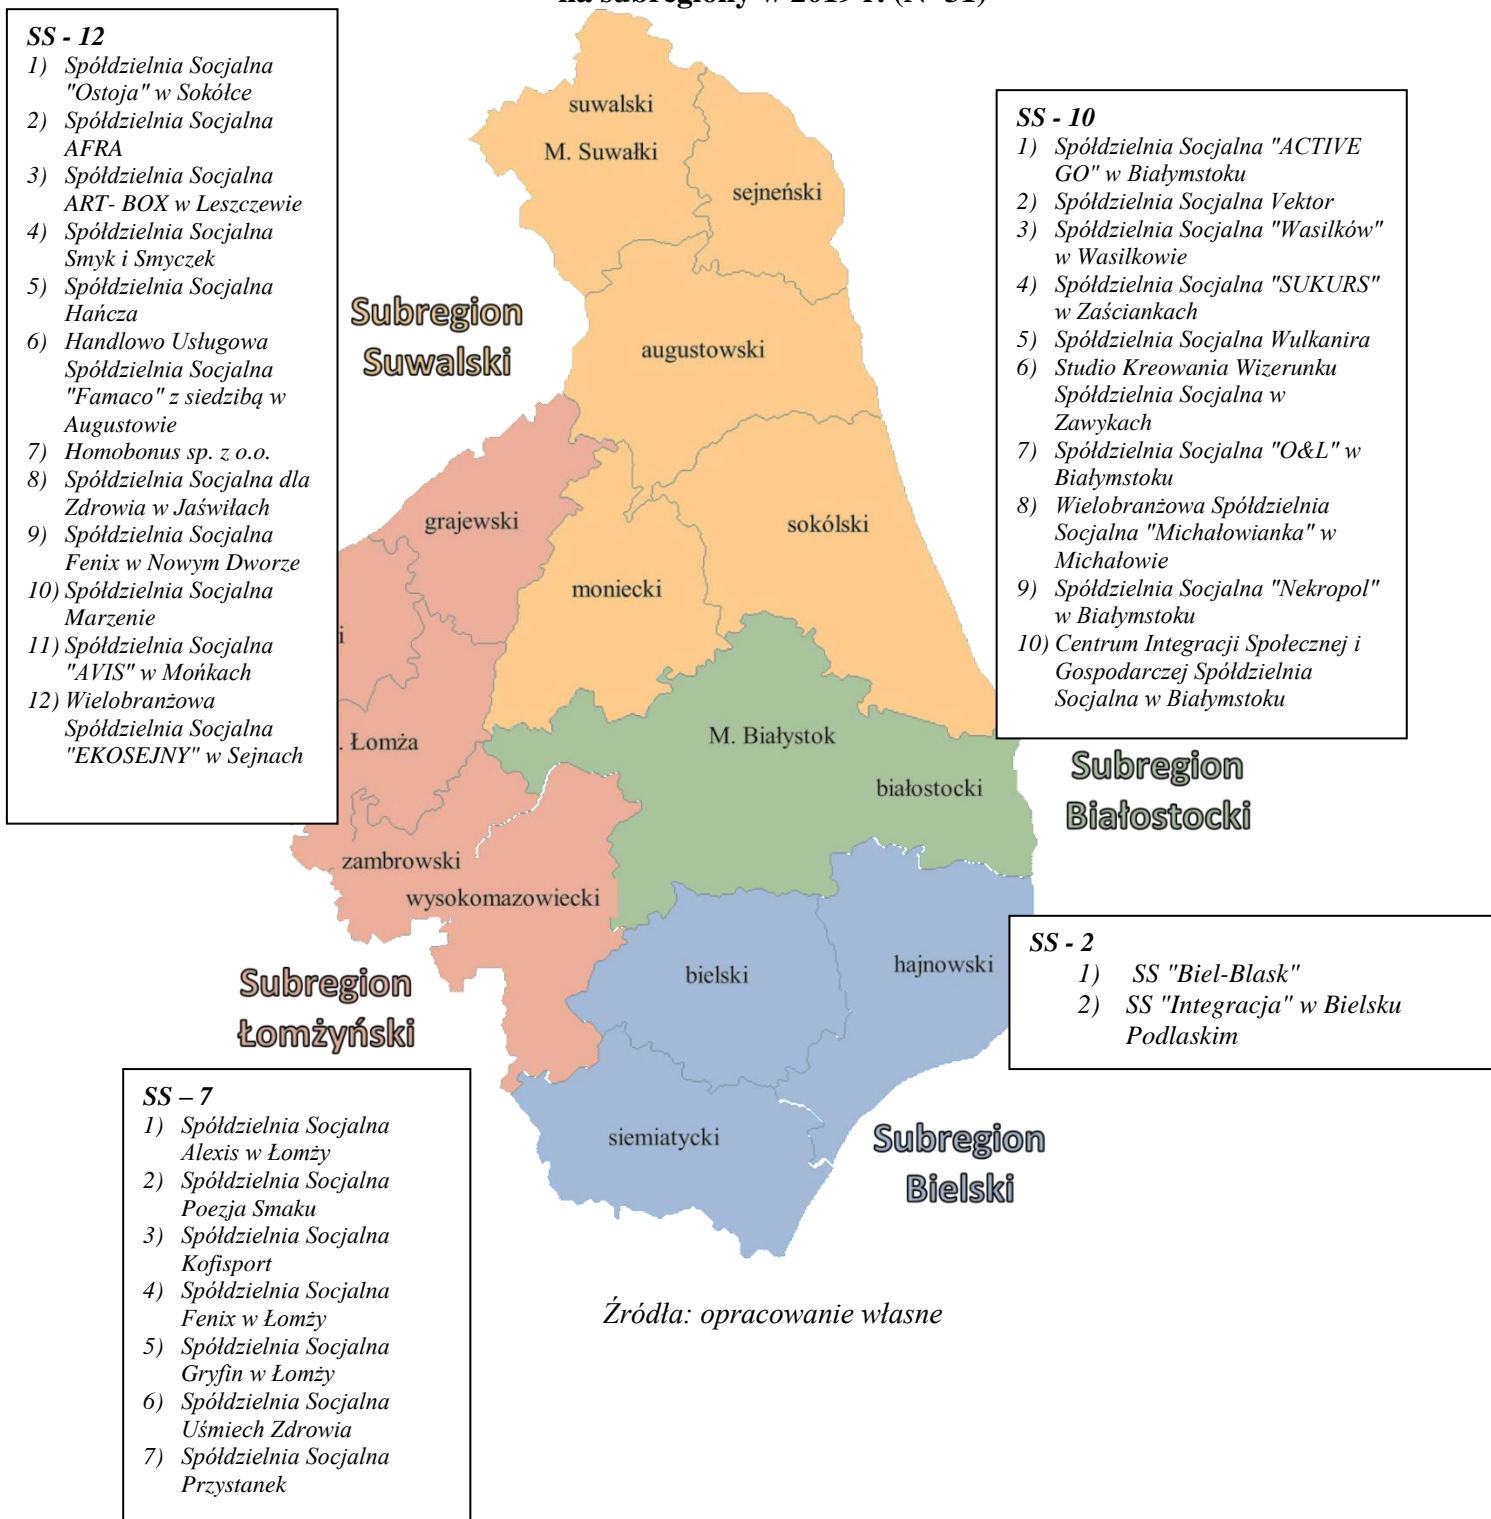 na subregiony w 2019 r. (N=31)
SS - 12
1) Spółdzielnia Socjalna
"Ostoja" w Sokółce
2) Spółdzielnia Socjalna
AFRA
3) Spółdzielnia Socjalna
ART- BOX w Leszczewie
4) Spółdzielnia Socjalna
Smyk i Smyczek
5) Spółdzielnia Socjalna
Hańcza
6) Handlowo Usługowa
Spółdzielnia Socjalna
"Famaco" z siedzibą w
Augustowie
7) Homobonus sp. z o.o.
8) Spółdzielnia Socjalna dla
Zdrowia w Jaświłach
9) Spółdzielnia Socjalna
Fenix w Nowym Dworze
10) Spółdzielnia Socjalna
Marzenie
11) Spółdzielnia Socjalna
"AVIS" w Mońkach
12) Wielobranżowa
Spółdzielnia Socjalna
"EKOSEJNY" w Sejnach
suwalski
M. Suwałki
sejneński
Subregion
Suwalski
augustowski
grajewski
sokólski
moniecki
i
. Łomża
M. Białystok
białostocki
zambrowski
wysokomazowiecki
bielski
hajnowski
siemiatycki
SS - 10
1) Spółdzielnia Socjalna "ACTIVE
GO" w Białymstoku
2) Spółdzielnia Socjalna Vektor
3) Spółdzielnia Socjalna "Wasilków"
w Wasilkowie
4) Spółdzielnia Socjalna "SUKURS"
w Zaściankach
5) Spółdzielnia Socjalna Wulkanira
6) Studio Kreowania Wizerunku
Spółdzielnia Socjalna w
Zawykach
7) Spółdzielnia Socjalna "O&L" w
Białymstoku
8) Wielobranżowa Spółdzielnia
Socjalna "Michałowianka" w
Michałowie
9) Spółdzielnia Socjalna "Nekropol"
w Białymstoku
10) Centrum Integracji Społecznej i
Gospodarczej Spółdzielnia
Socjalna w Białymstoku
Subregion
Białostocki
SS - 2
1) SS "Biel-Blask"
2) SS "Integracja" w Bielsku
Podlaskim
Subregion
Łomżyński
Subregion
Bielski
SS – 7
1) Spółdzielnia Socjalna
Alexis w Łomży
2) Spółdzielnia Socjalna
Poezja Smaku
3) Spółdzielnia Socjalna
Kofisport
4) Spółdzielnia Socjalna
Fenix w Łomży
5) Spółdzielnia Socjalna
Gryfin w Łomży
6) Spółdzielnia Socjalna
Uśmiech Zdrowia
7) Spółdzielnia Socjalna
Przystanek
Źródła: opracowanie własne